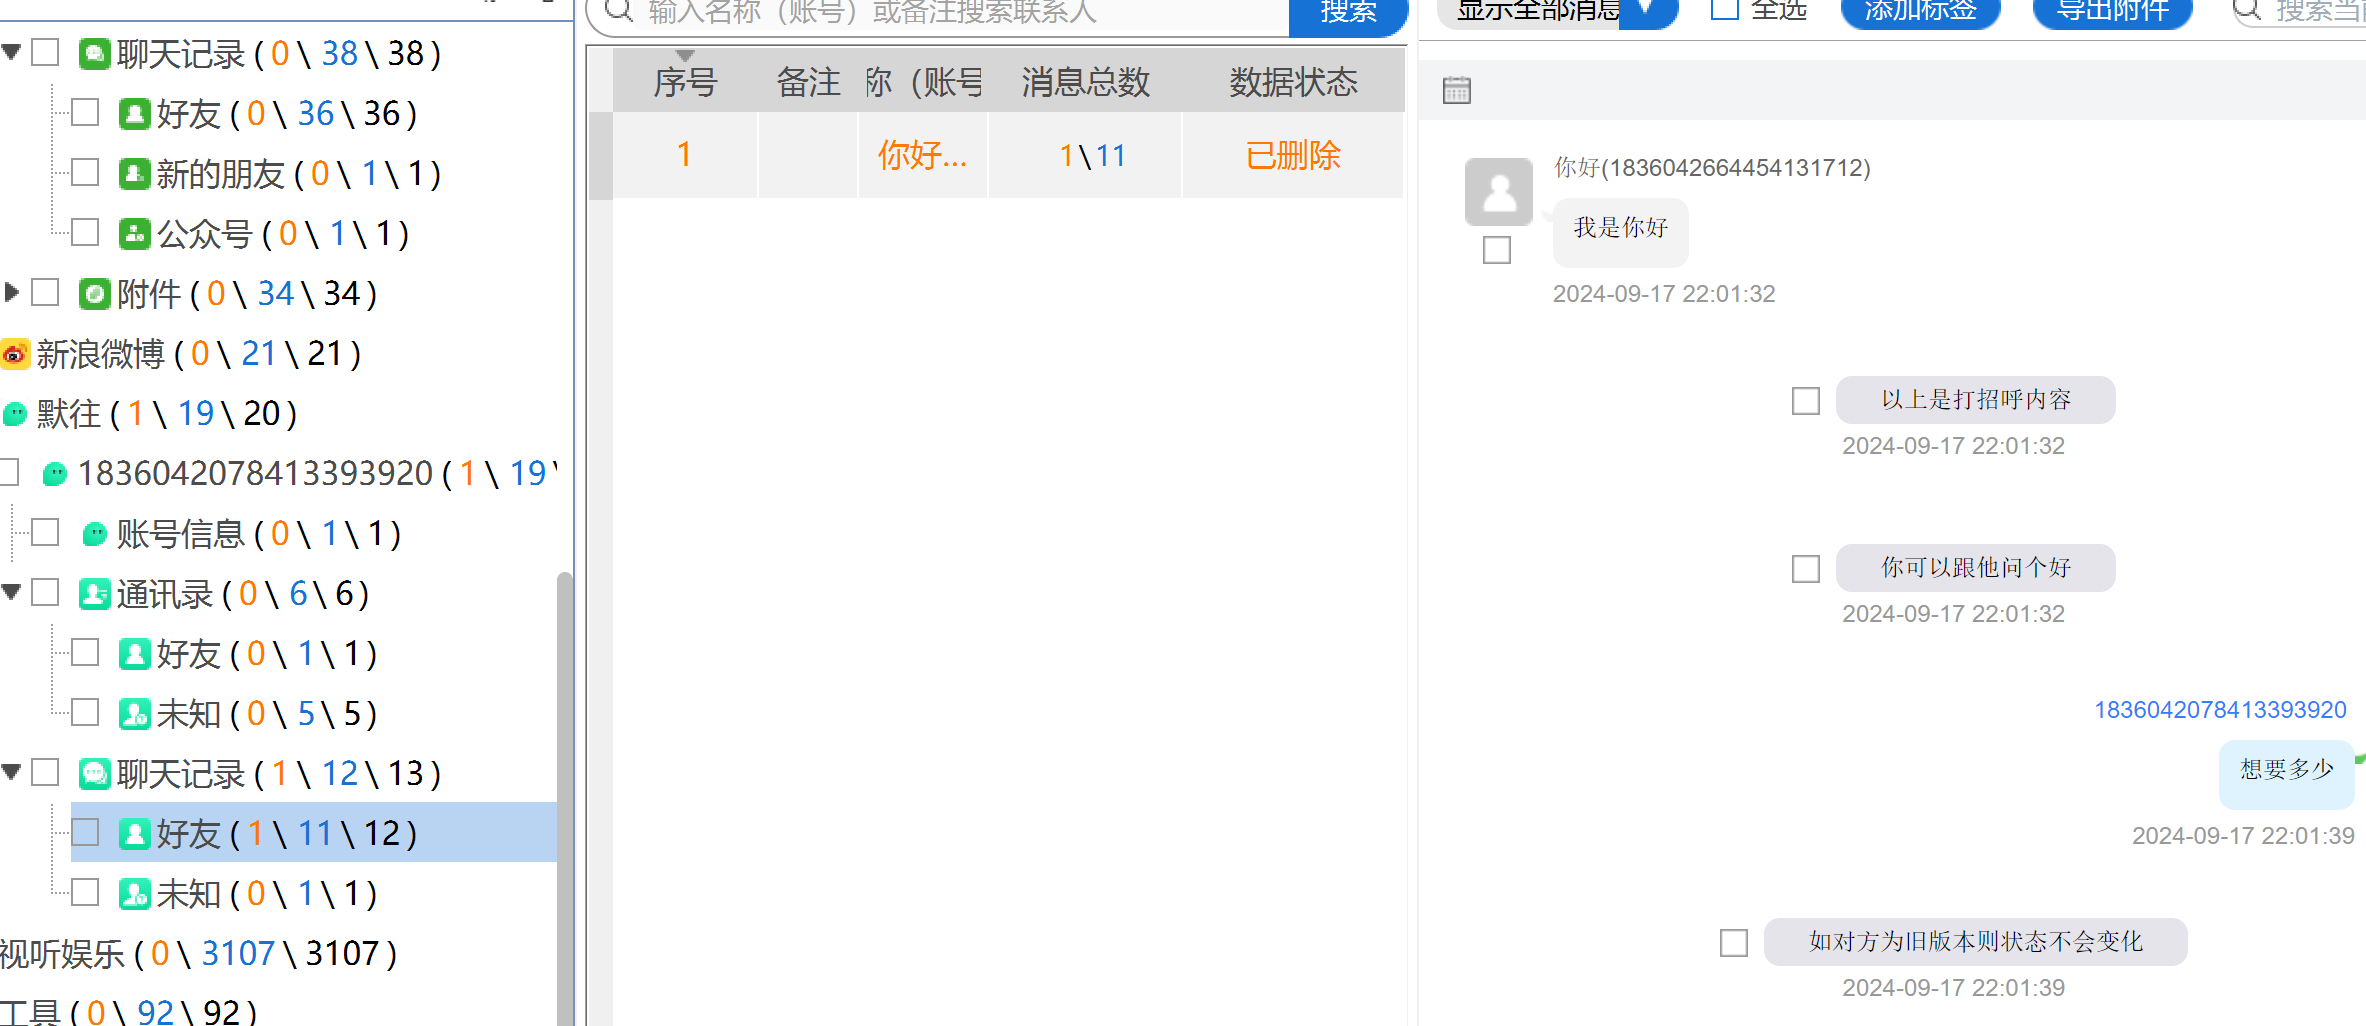 聊天记录 ( 0 \ 38 \ 38 )
好友 ( 0 \ 36 \ 36 )
新的朋友 ( 0 \ 1 \ 1 )
公众号 ( 0 \ 1 \ 1 )
附件 ( 0 \ 34 \ 34 )
新浪微博 ( 0 \ 21 \ 21 )
默往 ( 1 \ 19 \ 20 )
1836042078413393920 ( 1 \ 19 \
账号信息 ( 0 \ 1 \ 1 )
通讯录 ( 0 \ 6 \ 6 )
好友 ( 0 \ 1 \ 1 )
未知 ( 0 \ 5 \ 5 )
聊天记录 ( 1 \ 12 \ 13 )
好友 ( 1 \ 11 \ 12 )
未知 ( 0 \ 1 \ 1 )
视听娱乐 ( 0 \ 3107 \ 3107 )
工具 ( 0 \ 92 \ 92 )
输入名称（账号）或备注搜索联系人 搜索
序号 备注 称（账号 消息总数 数据状态
1 你好... 1\11 已删除
显示全部消息 全选 添加标签 导出附件 搜索当
你好(1836042664454131712)
我是你好
2024-09-17 22:01:32
以上是打招呼内容
2024-09-17 22:01:32
你可以跟他问个好
2024-09-17 22:01:32
1836042078413393920
想要多少
2024-09-17 22:01:39
如对方为旧版本则状态不会变化
2024-09-17 22:01:39